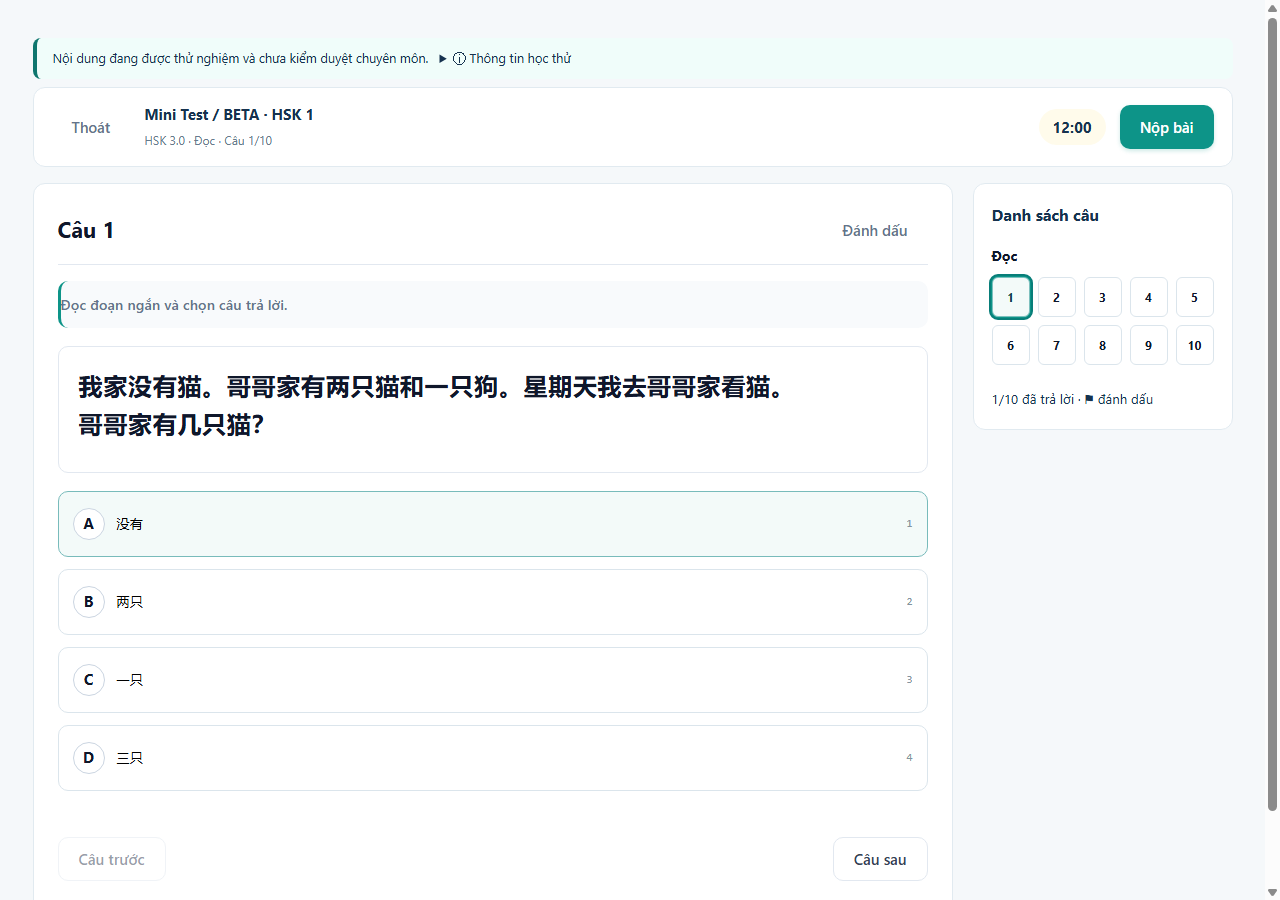 Nội dung đang được thử nghiệm và chưa kiểm duyệt chuyên môn. ▶ ⓘ Thông tin học thử
Thoát
Mini Test / BETA · HSK 1
HSK 3.0 · Đọc · Câu 1/10
12:00
Nộp bài
Câu 1
Đánh dấu
Đọc đoạn ngắn và chọn câu trả lời.
我家没有猫。哥哥家有两只猫和一只狗。星期天我去哥哥家看猫。
哥哥家有几只猫?
A 没有 1
B 两只 2
C 一只 3
D 三只 4
Câu trước
Câu sau
Danh sách câu
Đọc
1 2 3 4 5
6 7 8 9 10
1/10 đã trả lời · ⚑ đánh dấu